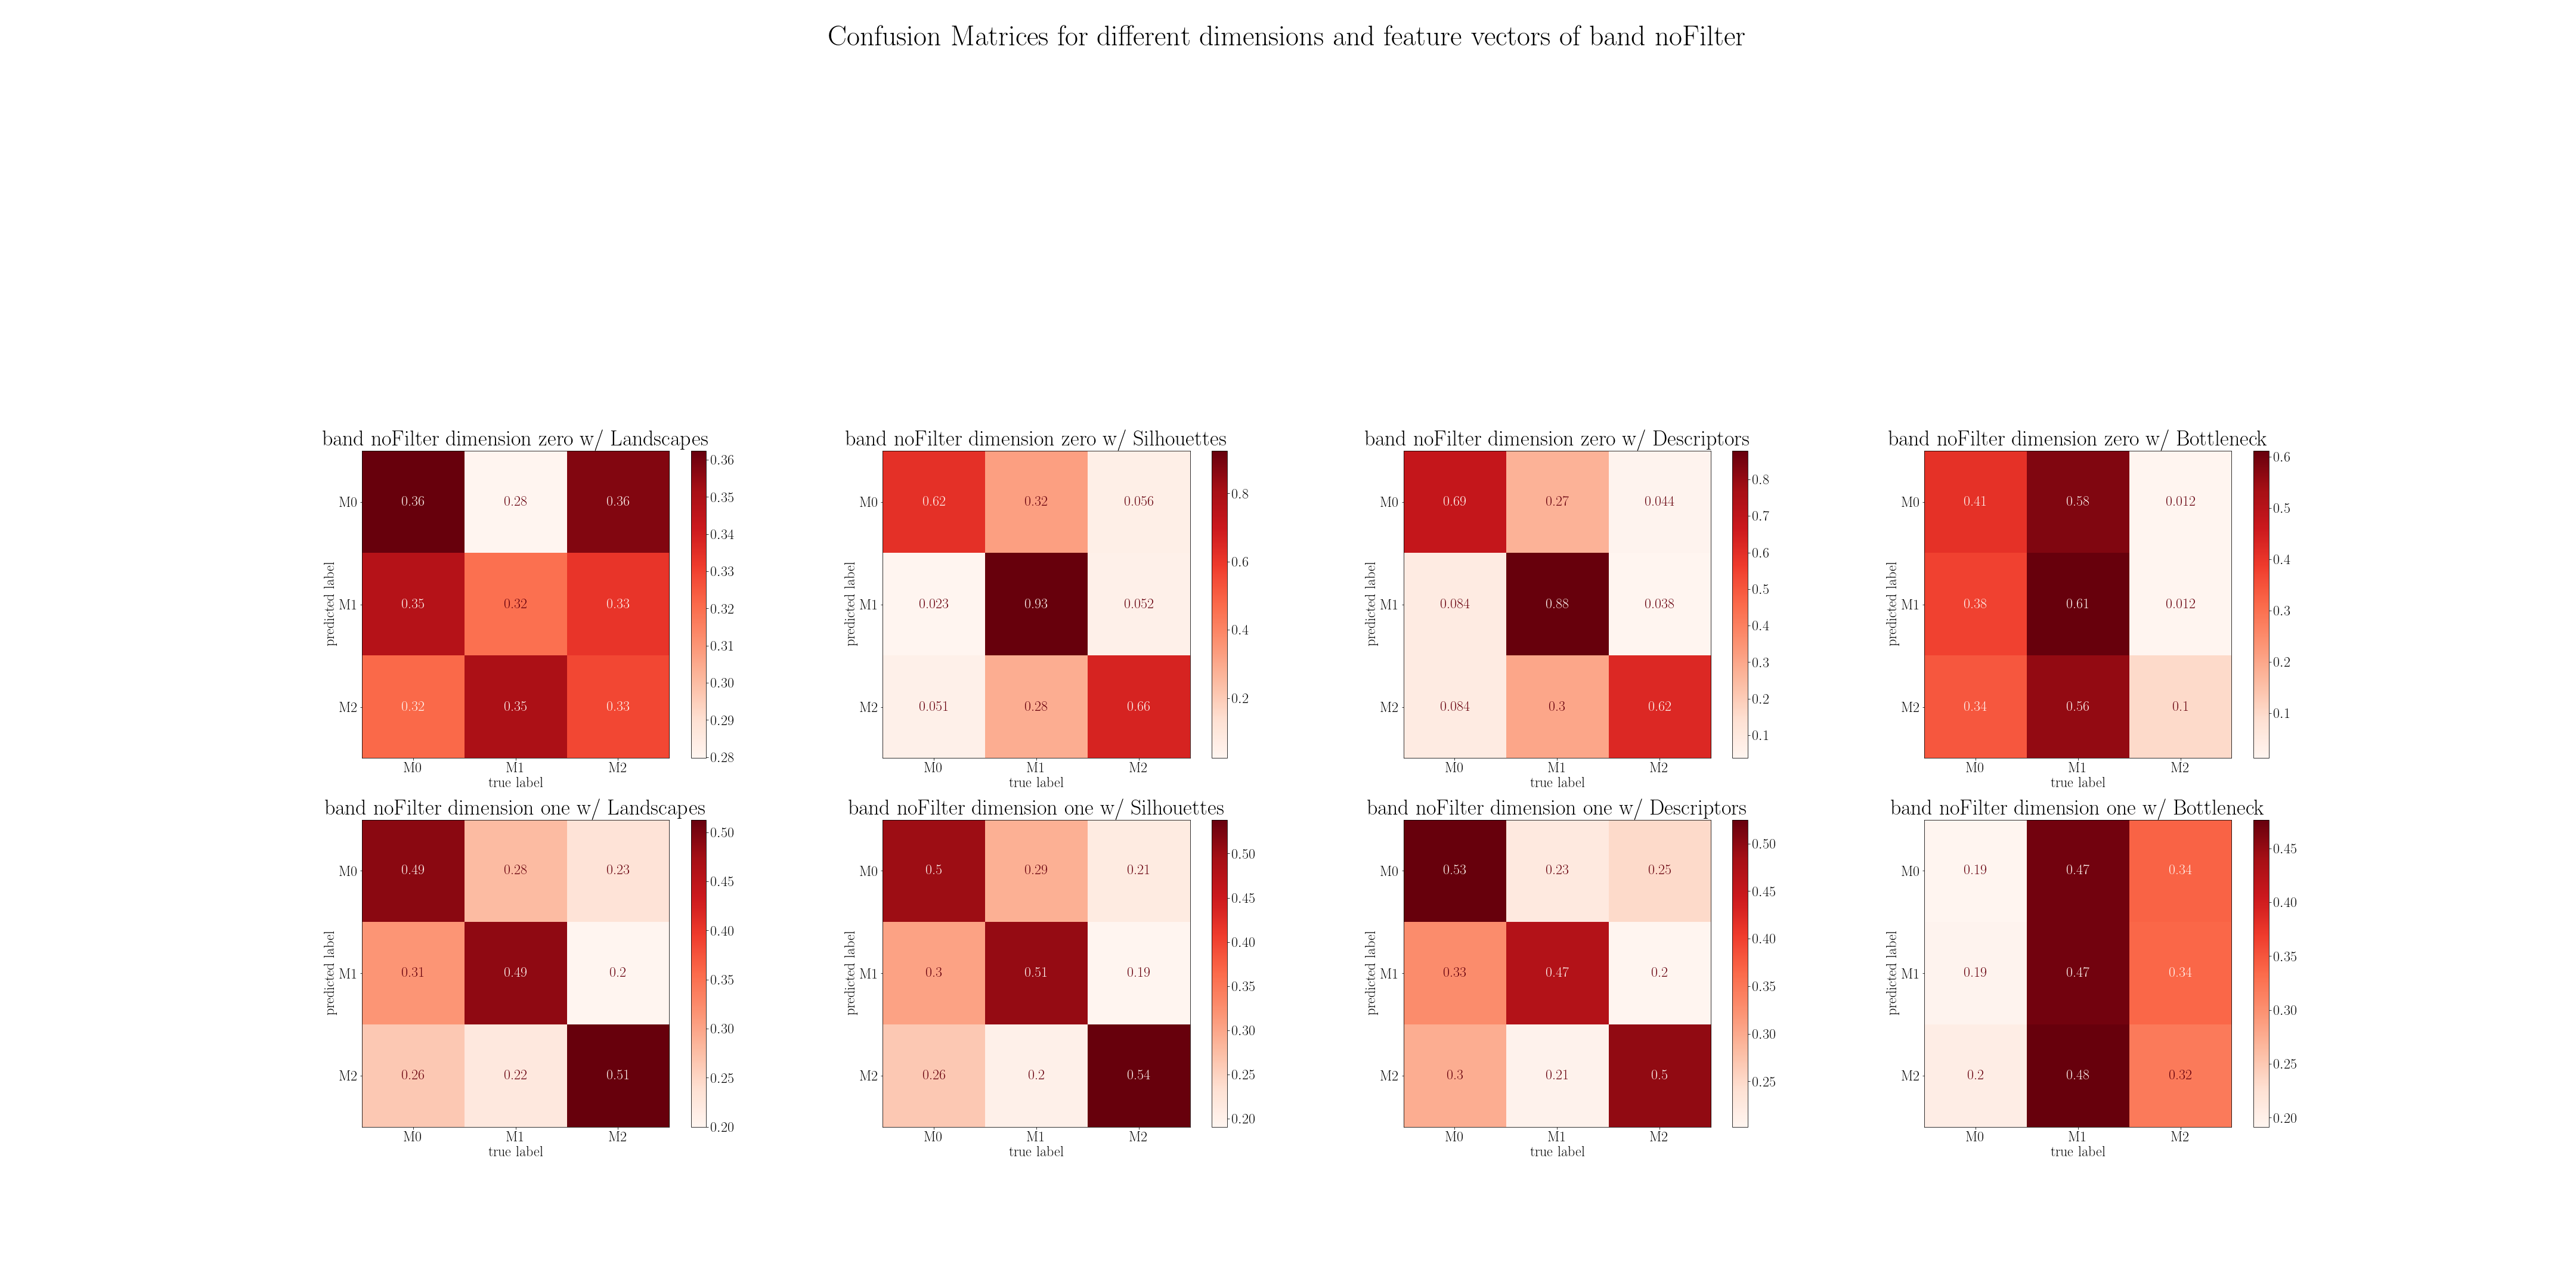 Confusion Matrices for different dimensions and feature vectors of band noFilter
band noFilter dimension zero w/ Landscapes
M0 0.36 0.28 0.36
M1 0.35 0.32 0.33
M2 0.32 0.35 0.33
M0 M1 M2
true label
predicted label
0.36
0.35
0.34
0.33
0.32
0.31
0.30
0.29
0.28
band noFilter dimension zero w/ Silhouettes
M0 0.62 0.32 0.056
M1 0.023 0.93 0.052
M2 0.051 0.28 0.66
M0 M1 M2
true label
predicted label
0.8
0.6
0.4
0.2
band noFilter dimension zero w/ Descriptors
M0 0.69 0.27 0.044
M1 0.084 0.88 0.038
M2 0.084 0.3 0.62
M0 M1 M2
true label
predicted label
0.8
0.7
0.6
0.5
0.4
0.3
0.2
0.1
band noFilter dimension zero w/ Bottleneck
M0 0.41 0.58 0.012
M1 0.38 0.61 0.012
M2 0.34 0.56 0.1
M0 M1 M2
true label
predicted label
0.6
0.5
0.4
0.3
0.2
0.1
band noFilter dimension one w/ Landscapes
M0 0.49 0.28 0.23
M1 0.31 0.49 0.2
M2 0.26 0.22 0.51
M0 M1 M2
true label
predicted label
0.50
0.45
0.40
0.35
0.30
0.25
0.20
band noFilter dimension one w/ Silhouettes
M0 0.5 0.29 0.21
M1 0.3 0.51 0.19
M2 0.26 0.2 0.54
M0 M1 M2
true label
predicted label
0.50
0.45
0.40
0.35
0.30
0.25
0.20
band noFilter dimension one w/ Descriptors
M0 0.53 0.23 0.25
M1 0.33 0.47 0.2
M2 0.3 0.21 0.5
M0 M1 M2
true label
predicted label
0.50
0.45
0.40
0.35
0.30
0.25
band noFilter dimension one w/ Bottleneck
M0 0.19 0.47 0.34
M1 0.19 0.47 0.34
M2 0.2 0.48 0.32
M0 M1 M2
true label
predicted label
0.45
0.40
0.35
0.30
0.25
0.20